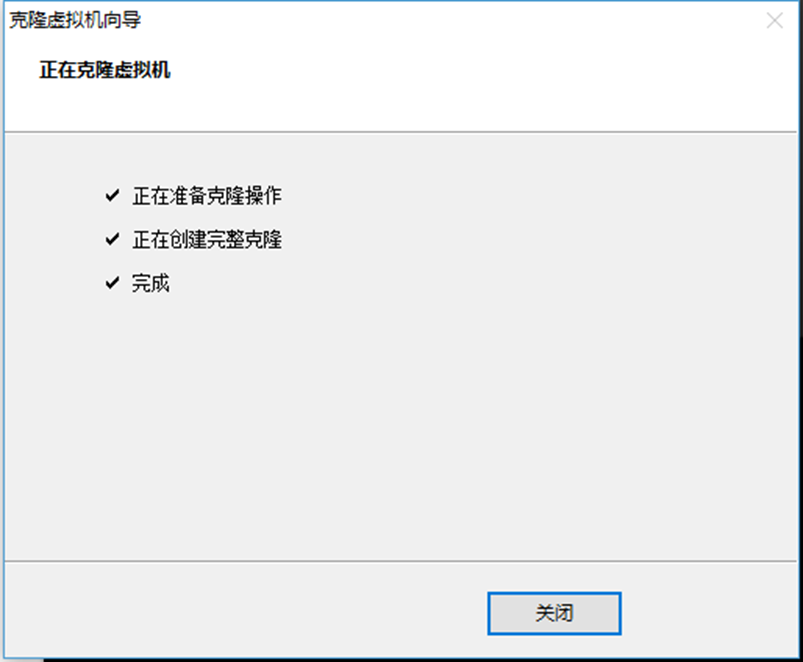 克隆虚拟机向导
正在克隆虚拟机
正在准备克隆操作
正在创建完整克隆
完成
关闭